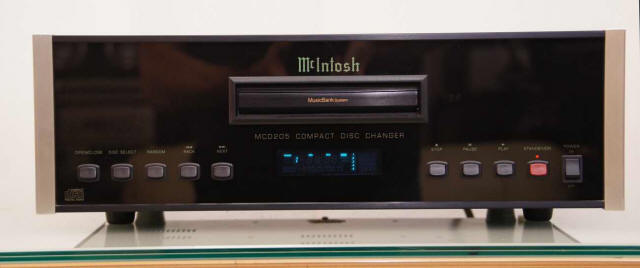 McIntosh
MusicBank System
MCD205 COMPACT DISC CHANGER
OPEN/CLOSE DISC SELECT RANDOM BACK NEXT
STOP PAUSE PLAY STANDBY/ON POWER